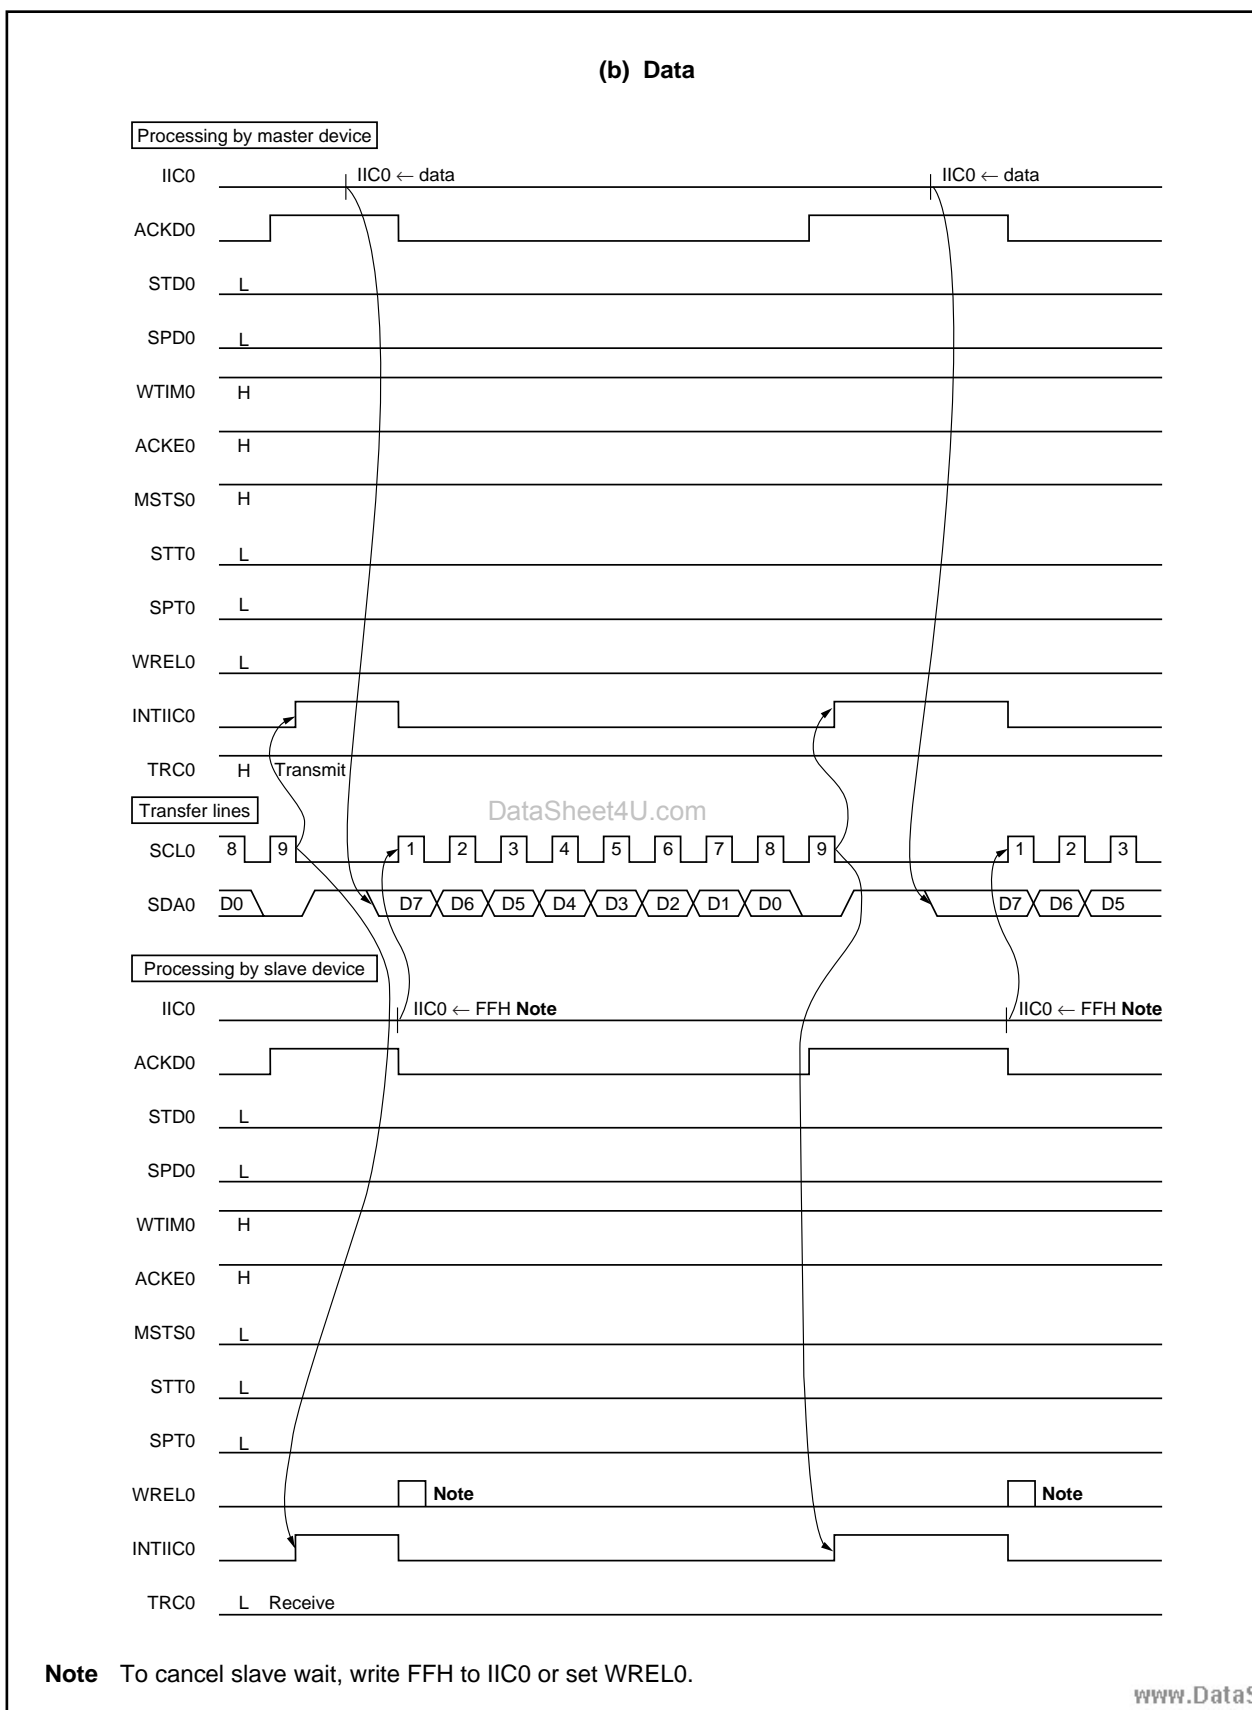 (b) Data
Processing by master device
IIC0 IIC0 ← data IIC0 ← data
ACKD0
STD0 L
SPD0 L
WTIM0 H
ACKE0 H
MSTS0 H
STT0 L
SPT0 L
WREL0 L
INTIIC0
TRC0 H Transmit
Transfer lines DataSheet4U.com
SCL0 8 9 1 2 3 4 5 6 7 8 9 1 2 3
SDA0 D0 D7 D6 D5 D4 D3 D2 D1 D0 D7 D6 D5
Processing by slave device
IIC0 IIC0 ← FFH Note IIC0 ← FFH Note
ACKD0
STD0 L
SPD0 L
WTIM0 H
ACKE0 H
MSTS0 L
STT0 L
SPT0 L
WREL0 Note Note
INTIIC0
TRC0 L Receive
Note To cancel slave wait, write FFH to IIC0 or set WREL0.
www.DataS